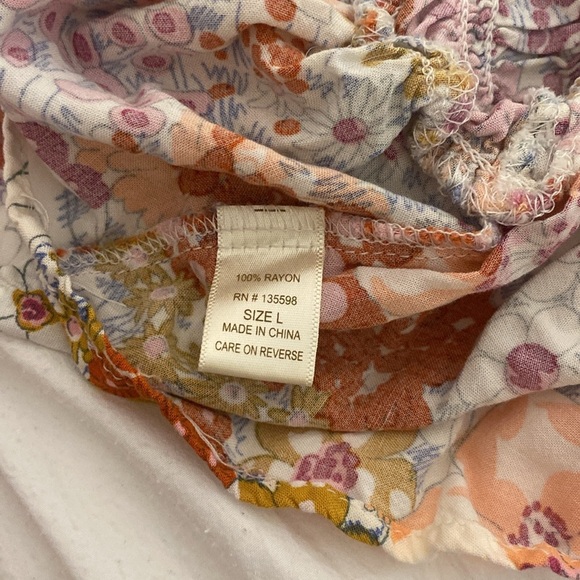 100% RAYON
RN # 135598
SIZE L
MADE IN CHINA
CARE ON REVERSE